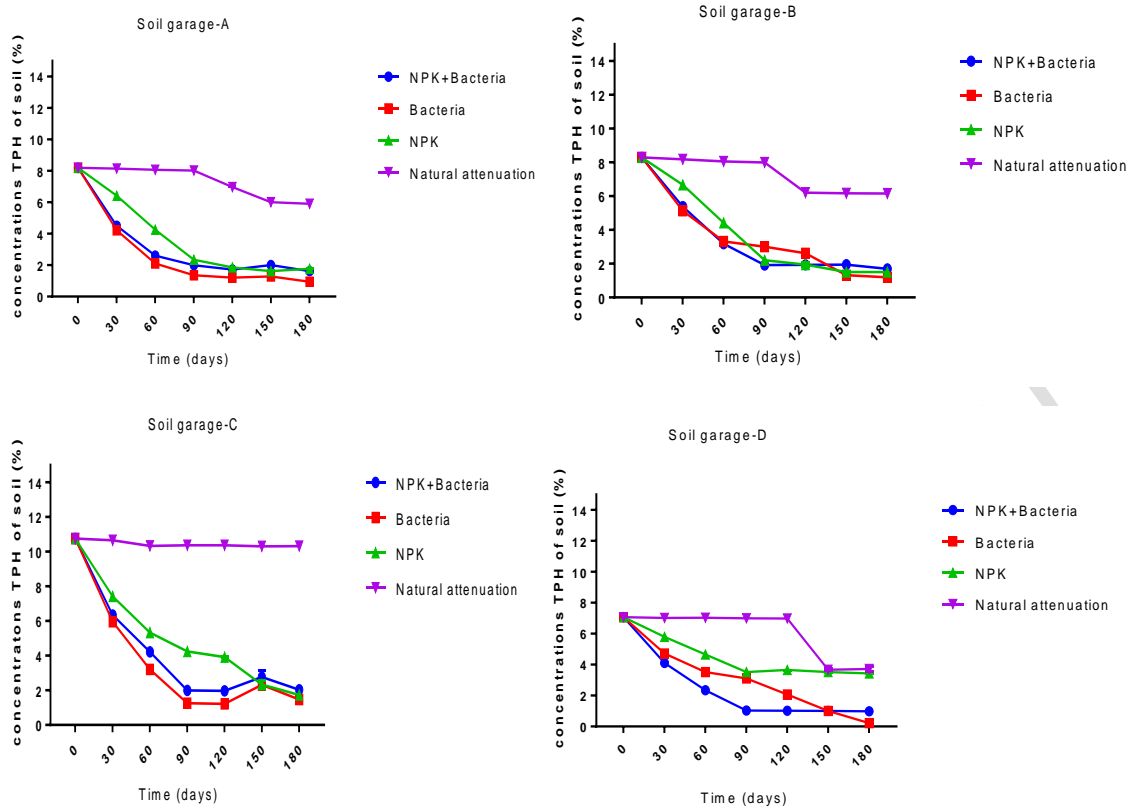 Soil garage-A
concentrations TPH of soil (%)
14
12
10
8
6
4
2
0
0 30 60 90 120 150 180
Time (days)
NPK+Bacteria
Bacteria
NPK
Natural attenuation
Soil garage-B
concentrations TPH of soil (%)
14
12
10
8
6
4
2
0
0 30 60 90 120 150 180
Time (days)
NPK+Bacteria
Bacteria
NPK
Natural attenuation
Soil garage-C
concentratons TPH of soil (%)
14
12
10
8
6
4
2
0
0 30 60 90 120 150 180
Time (days)
NPK+Bacteria
Bacteria
NPK
Natural attenuation
Soil garage-D
concentrations TPH of soil (%)
14
12
10
8
6
4
2
0
0 30 60 90 120 150 180
Time (days)
NPK+Bacteria
Bacteria
NPK
Natural attenuation